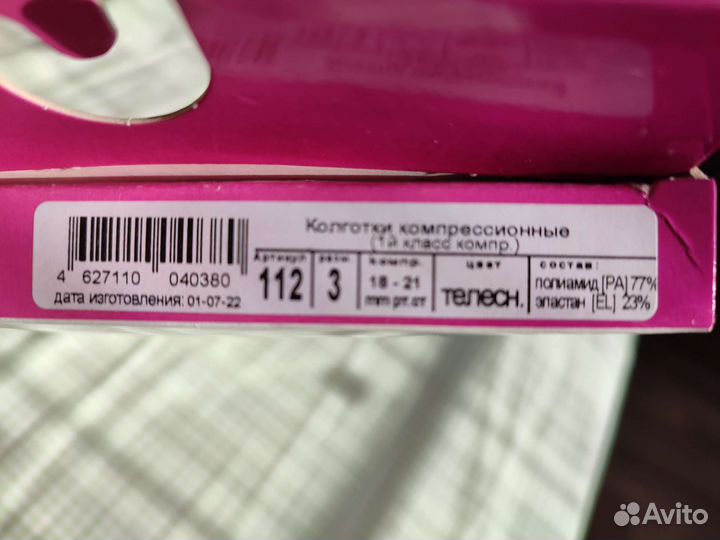 Колготки компрессионные
(1й класс компр.)
4 627110 040380
дата изготовления: 01-07-22
Артикул
112
разм.
3
компр.
18 - 21
mm рт.ст
цвет
телесн.
состав:
полиамид [PA] 77%
эластан [EL] 23%
Avito